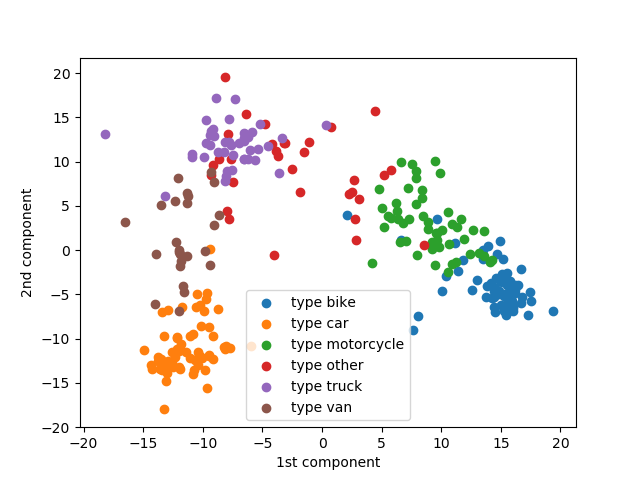 20
15
10
5
0
−5
−10
−15
−20
2nd component
type bike
type car
type motorcycle
type other
type truck
type van
−20 −15 −10 −5 0 5 10 15 20
1st component